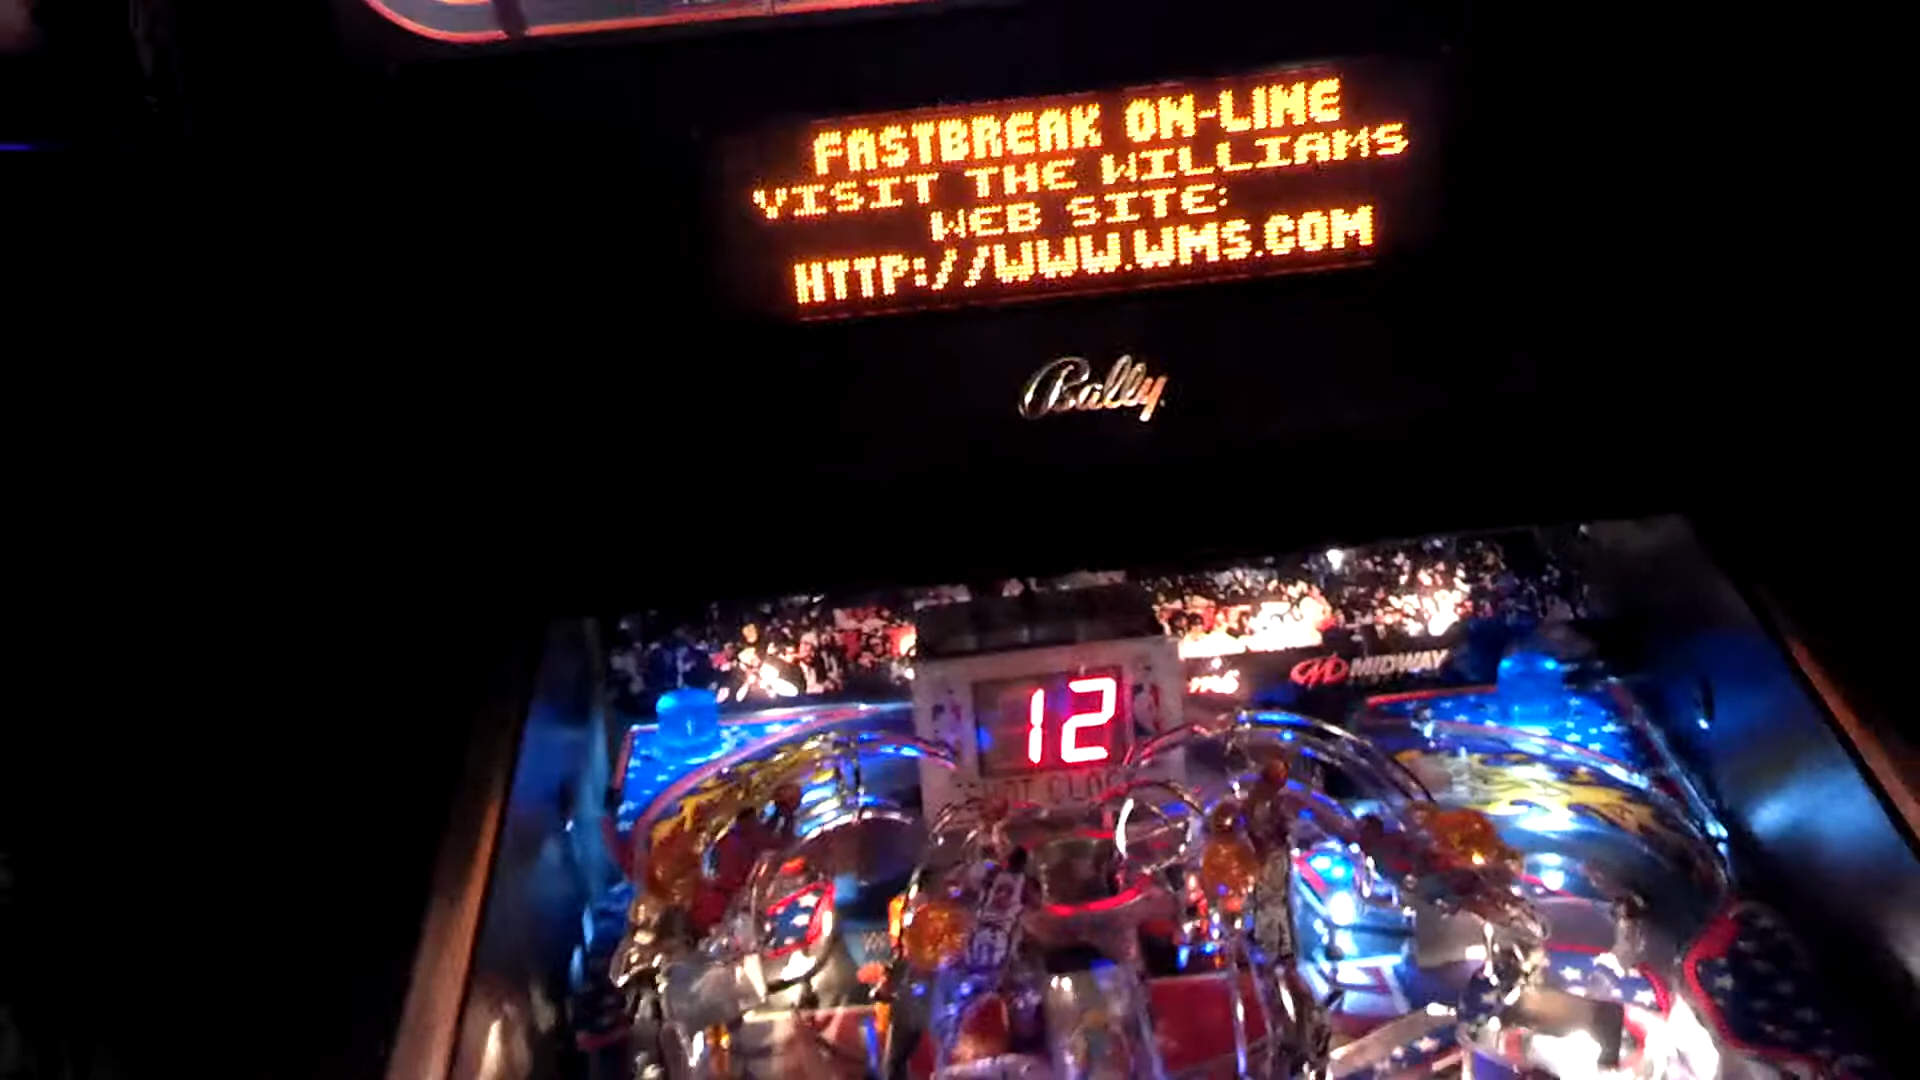 FASTBREAK ON-LINE
VISIT THE WILLIAMS
WEB SITE:
HTTP://WWW.WMS.COM
Bally
MIDWAY
12